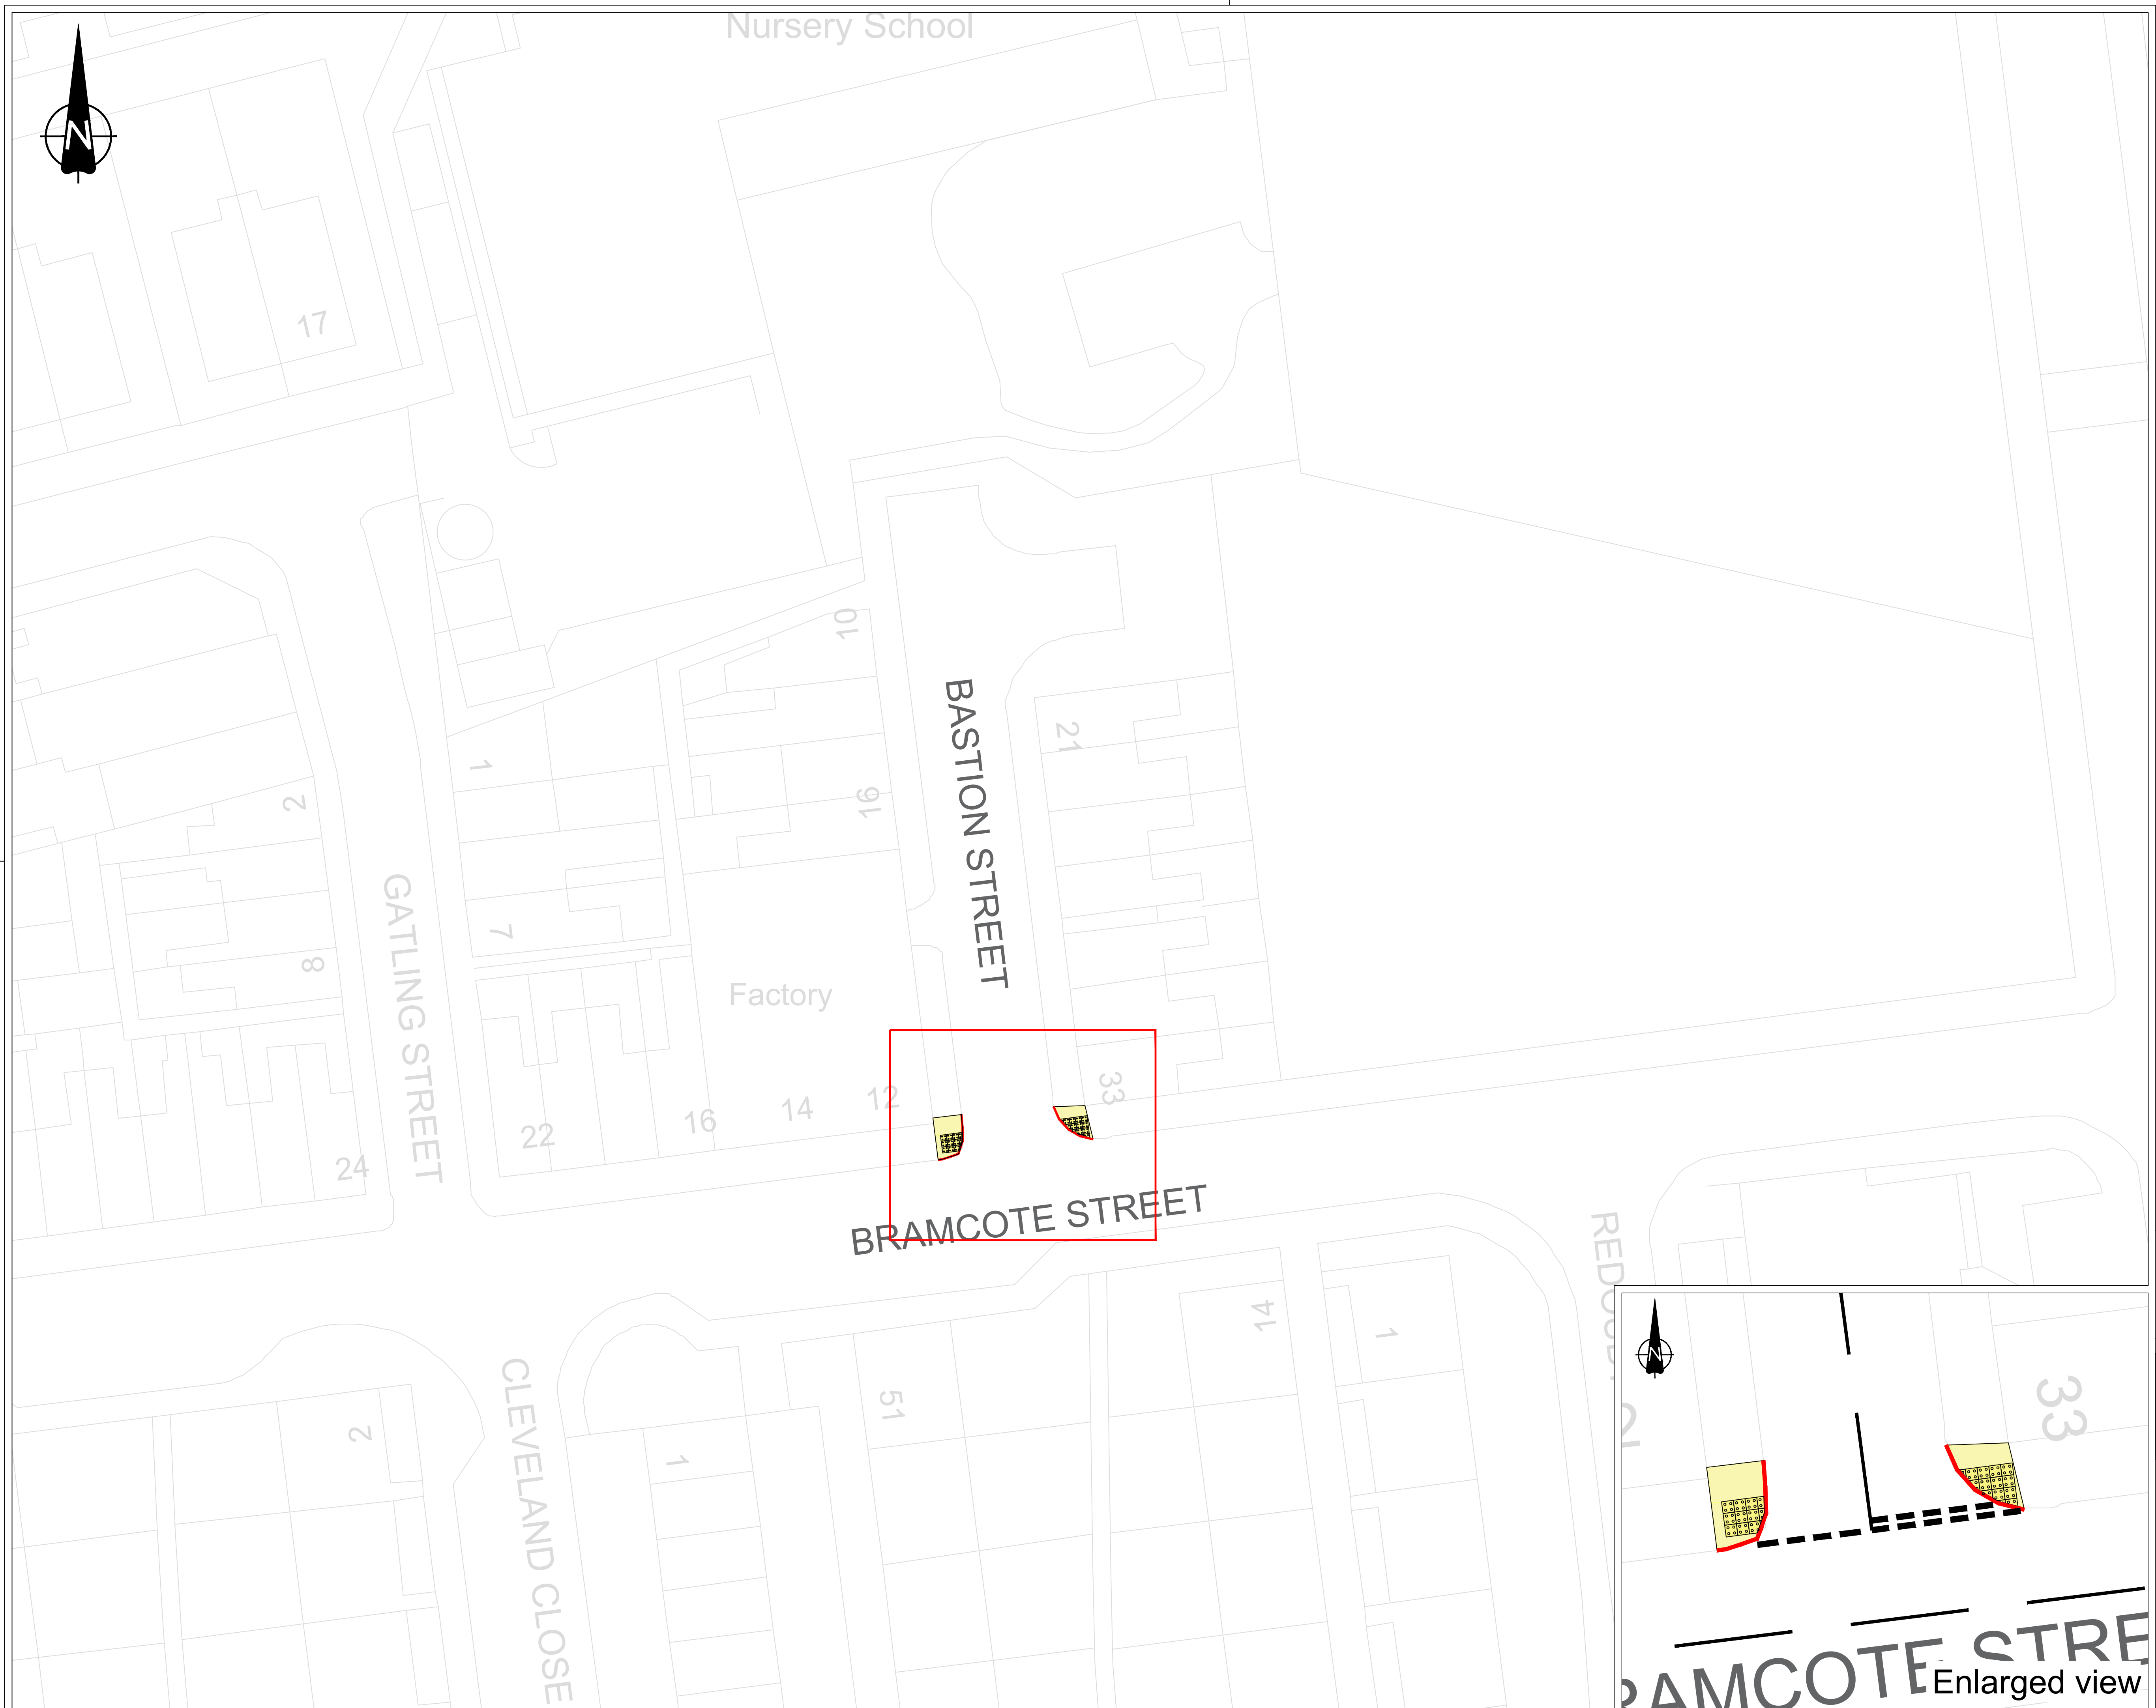 Nursery School
N
17
10
BASTION STREET
21
1
16
2
GATLING STREET
7
8
Factory
33
12
14
16
22
24
BRAMCOTE STREET
14
1
51
CLEVELAND CLOSE
2
1
N
33
Enlarged view